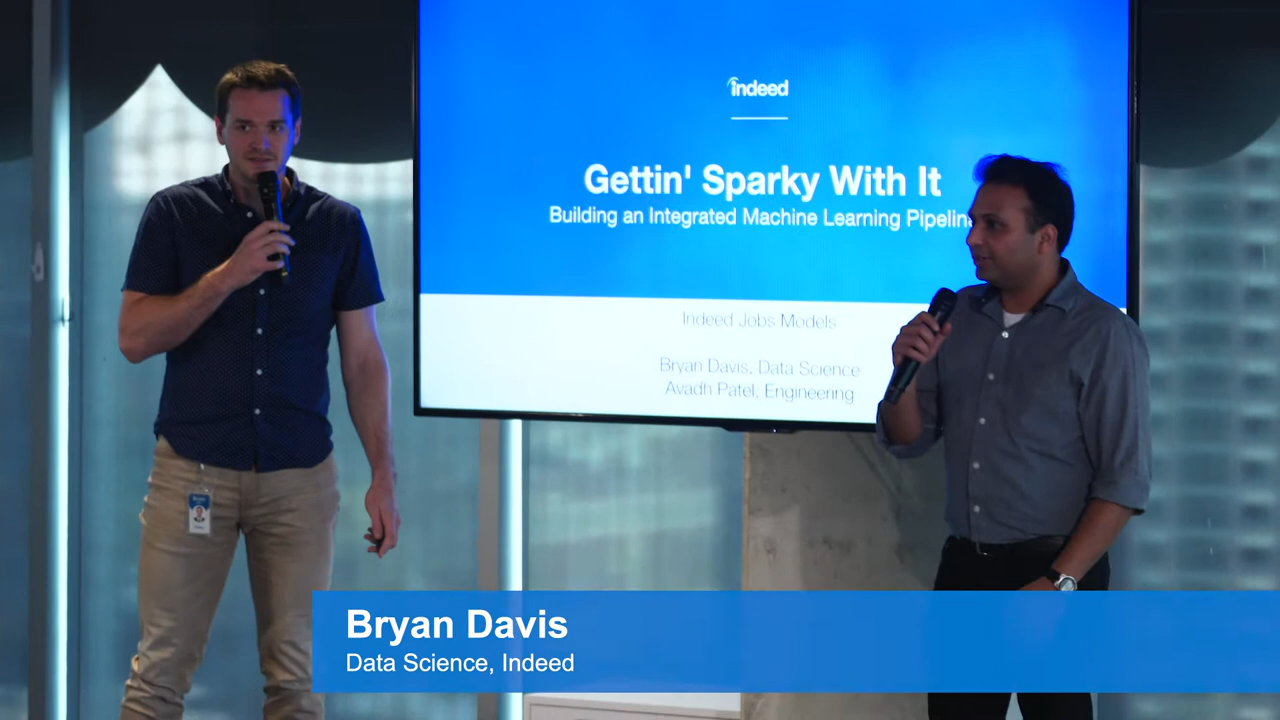 indeed
Gettin' Sparky With It
Building an Integrated Machine Learning Pipeline
Indeed Jobs Models
Bryan Davis, Data Science
Avadh Patel, Engineering
Bryan Davis
Data Science, Indeed